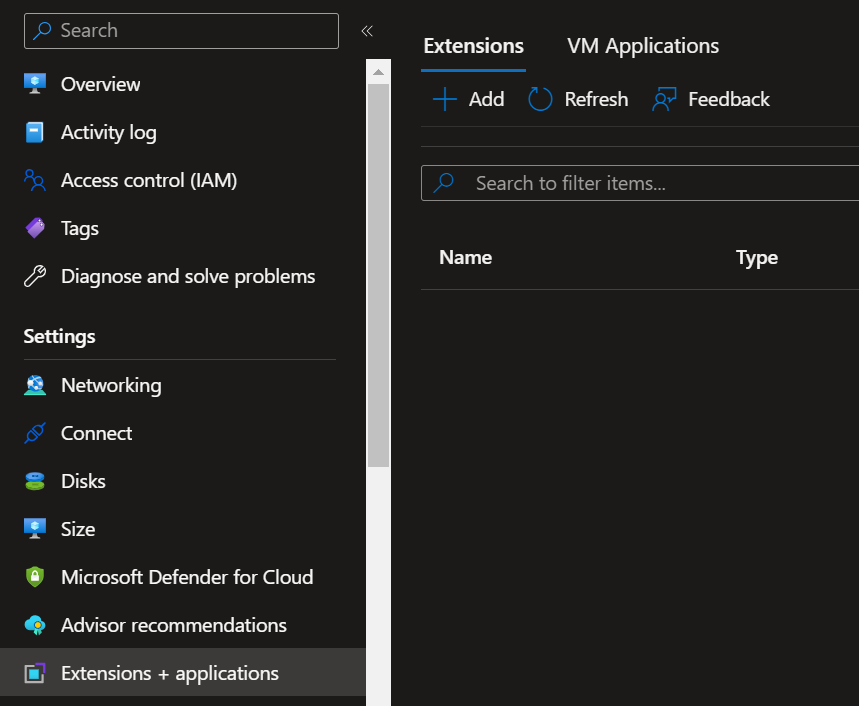 Search
Overview
Activity log
Access control (IAM)
Tags
Diagnose and solve problems
Settings
Networking
Connect
Disks
Size
Microsoft Defender for Cloud
Advisor recommendations
Extensions + applications
Extensions VM Applications
Add Refresh Feedback
Search to filter items...
Name Type